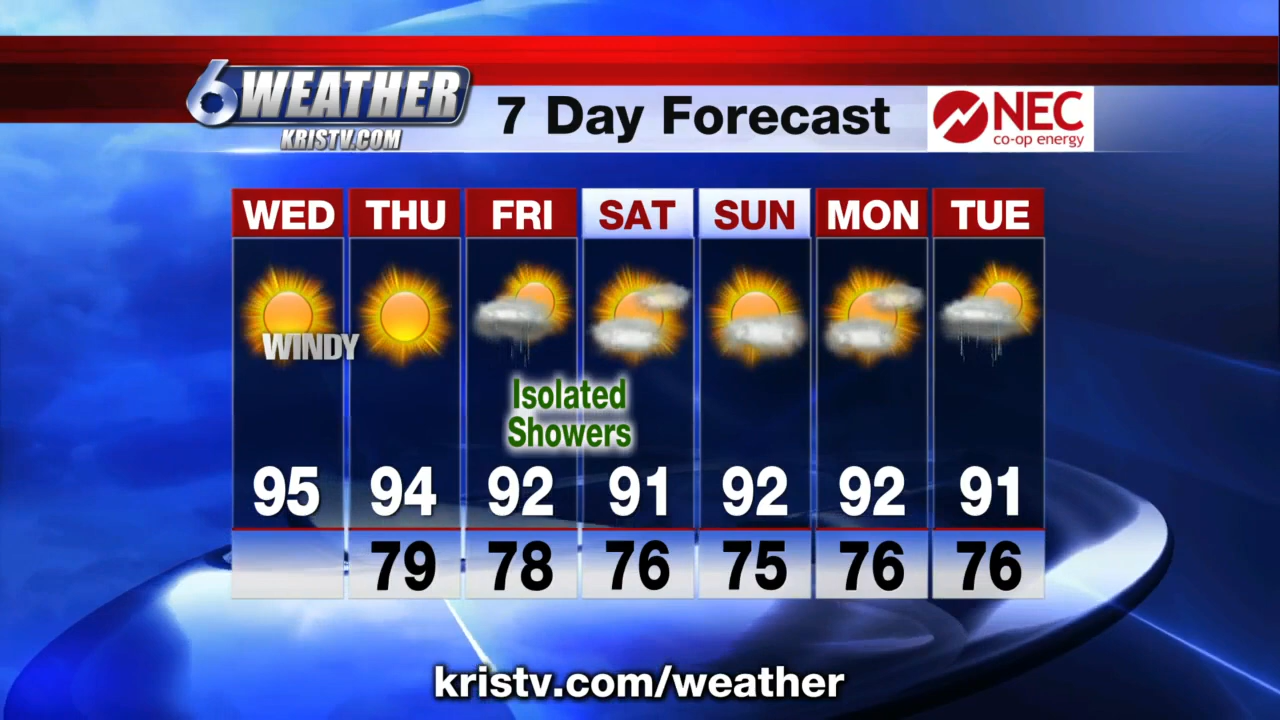 6WEATHER
KRISTV.COM
7 Day Forecast
NEC
co-op energy
WED THU FRI SAT SUN MON TUE
WINDY
Isolated
Showers
95 94 92 91 92 92 91
79 78 76 75 76 76
kristv.com/weather